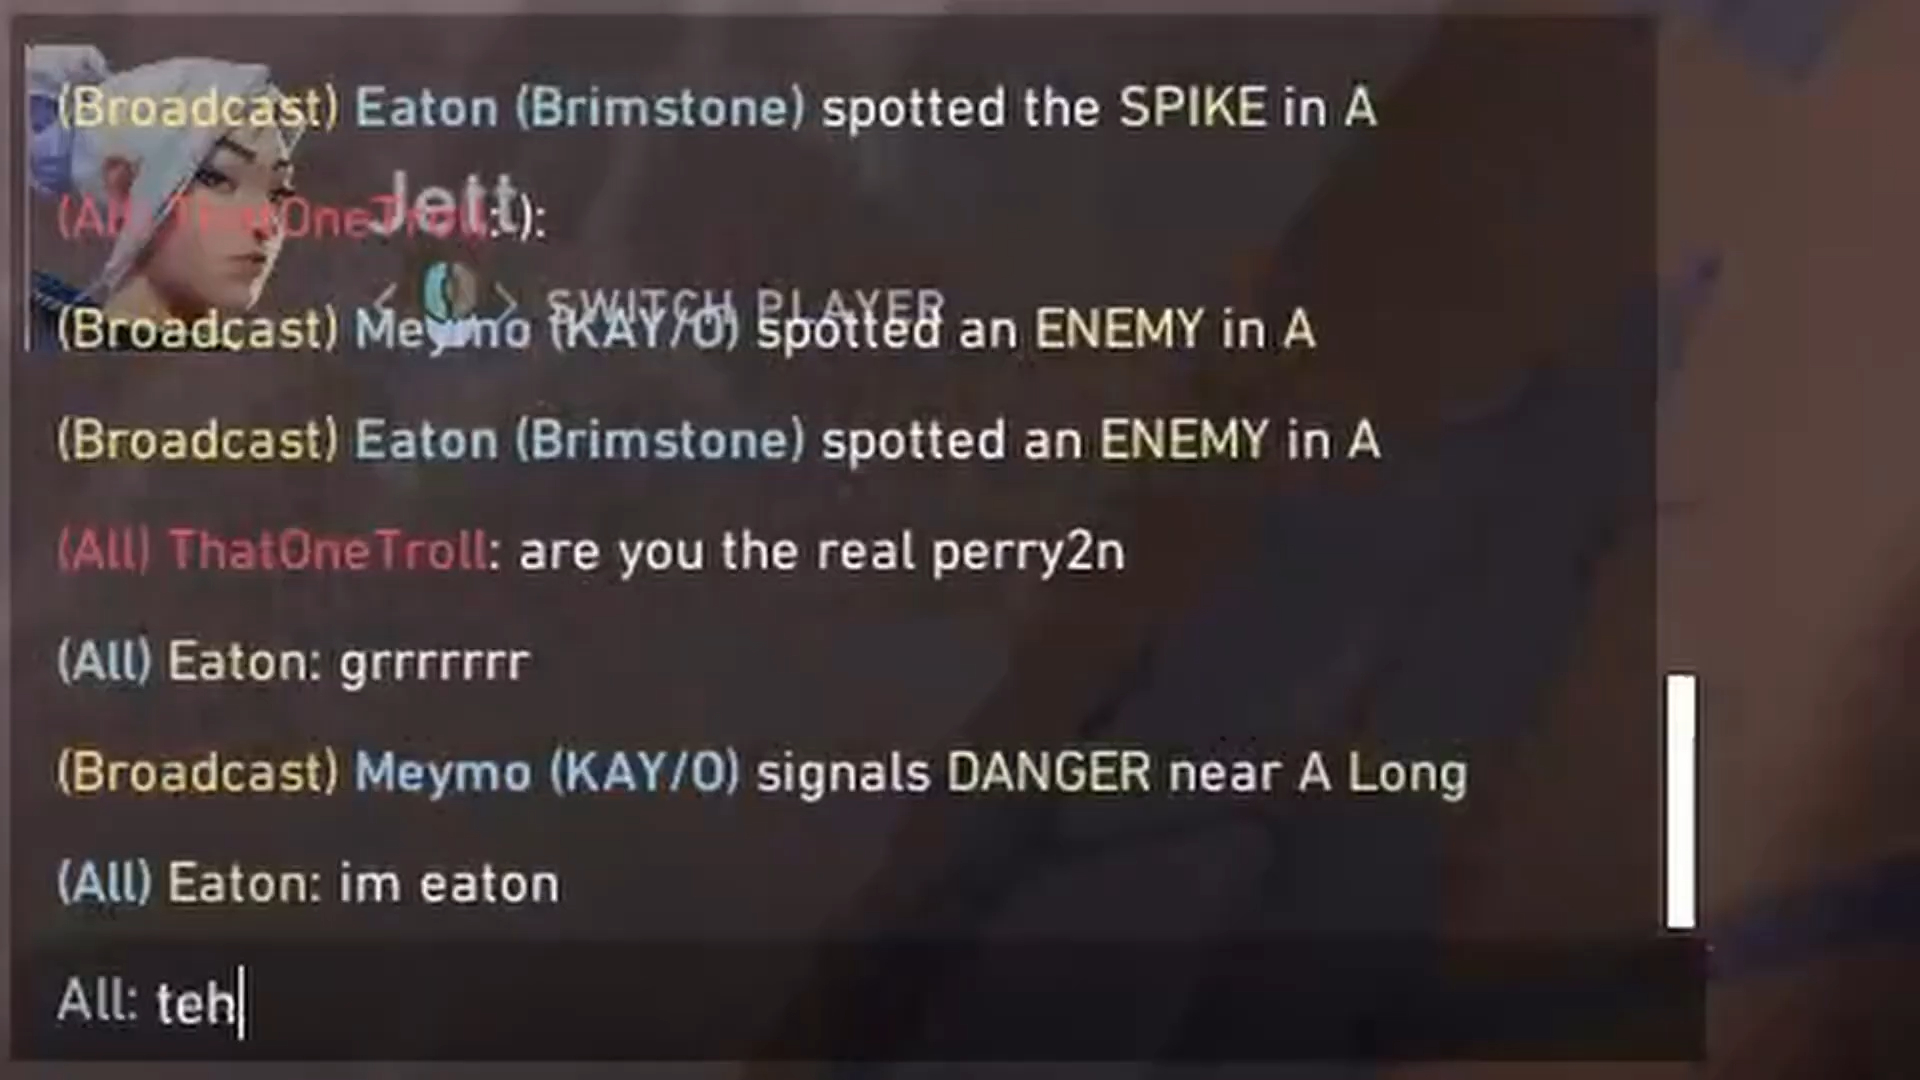 (Broadcast) Eaton (Brimstone) spotted the SPIKE in A
Jett
(All) ThatOneTroll: ):
< > SWITCH PLAYER
(Broadcast) Meymo (KAY/O) spotted an ENEMY in A
(Broadcast) Eaton (Brimstone) spotted an ENEMY in A
(All) ThatOneTroll: are you the real perry2n
(All) Eaton: grrrrrrr
(Broadcast) Meymo (KAY/O) signals DANGER near A Long
(All) Eaton: im eaton
All: teh